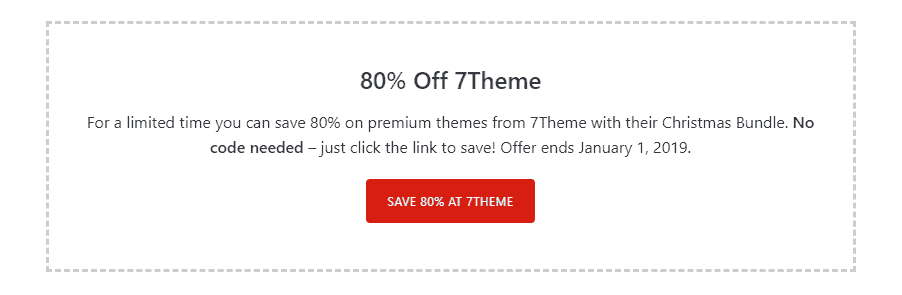 80% Off 7Theme
For a limited time you can save 80% on premium themes from 7Theme with their Christmas Bundle. No
code needed – just click the link to save! Offer ends January 1, 2019.
SAVE 80% AT 7THEME